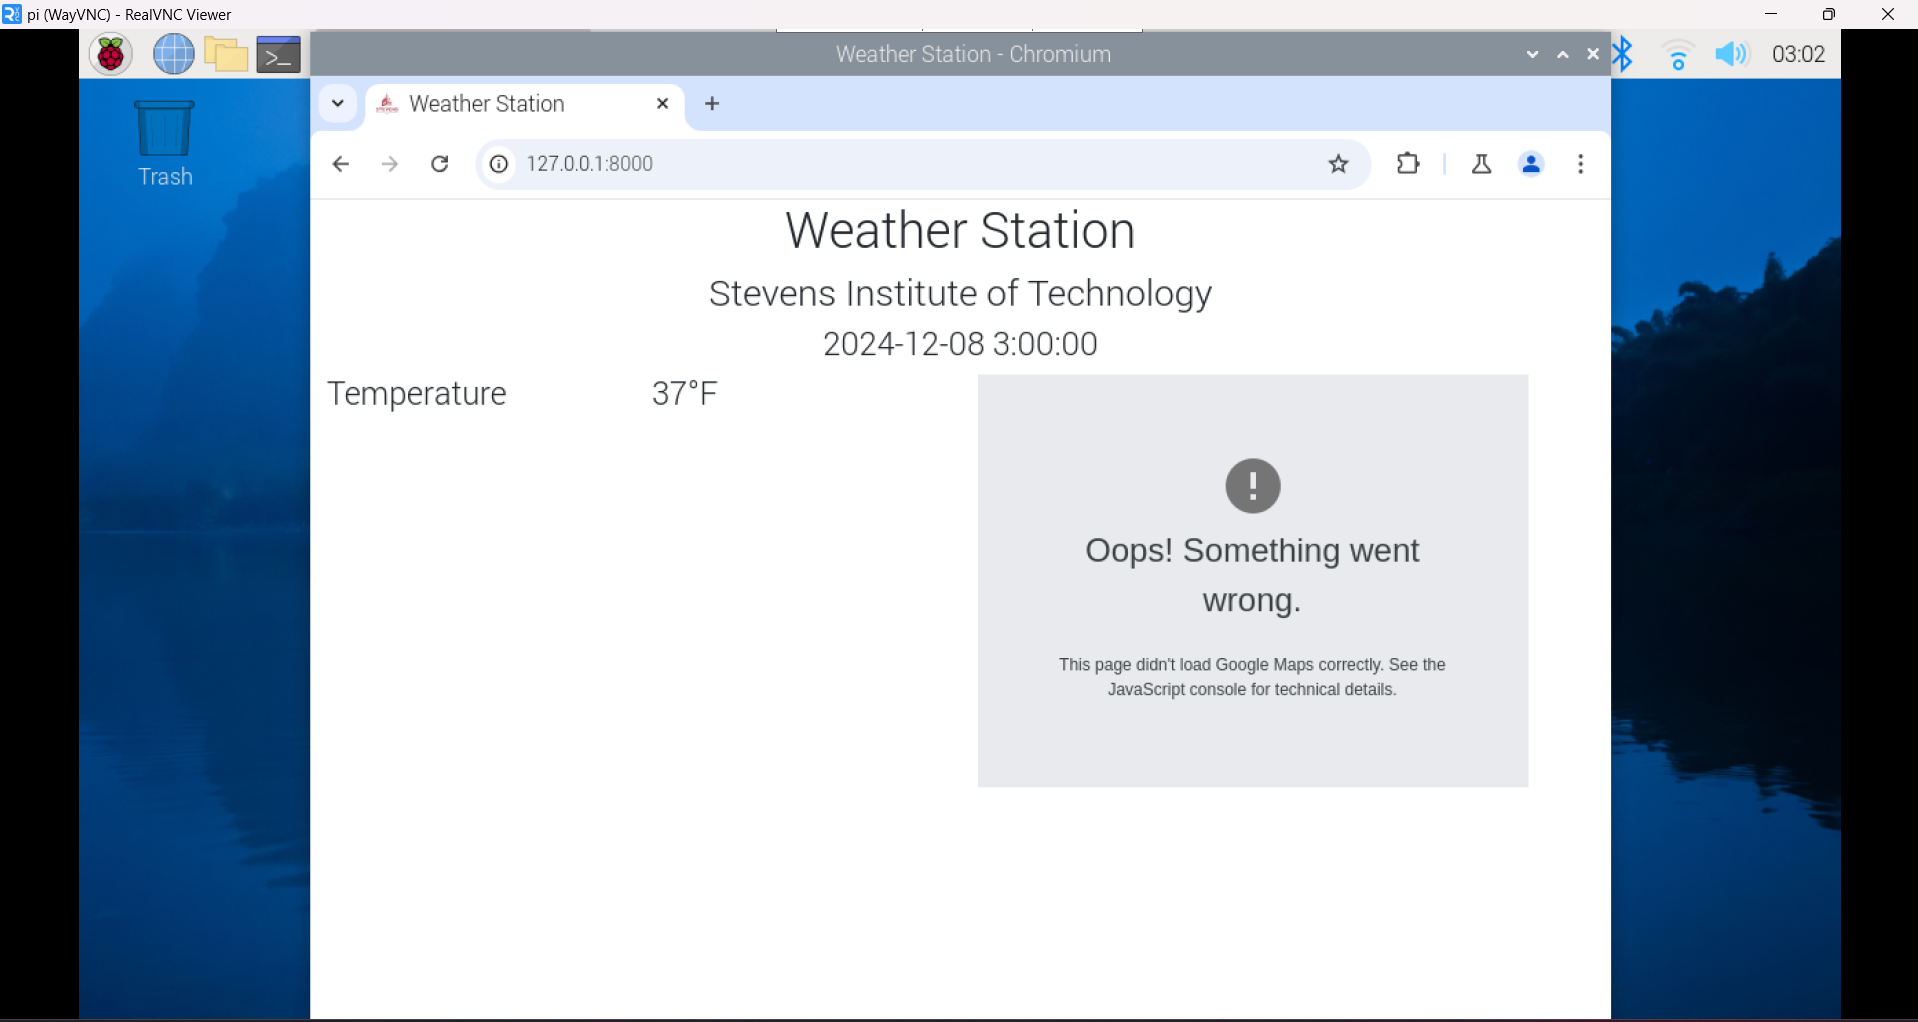 pi (WayVNC) - RealVNC Viewer
Weather Station - Chromium
03:02
Weather Station
127.0.0.1:8000
Trash
Weather Station
Stevens Institute of Technology
2024-12-08 3:00:00
Temperature 37°F
Oops! Something went
wrong.
This page didn't load Google Maps correctly. See the
JavaScript console for technical details.